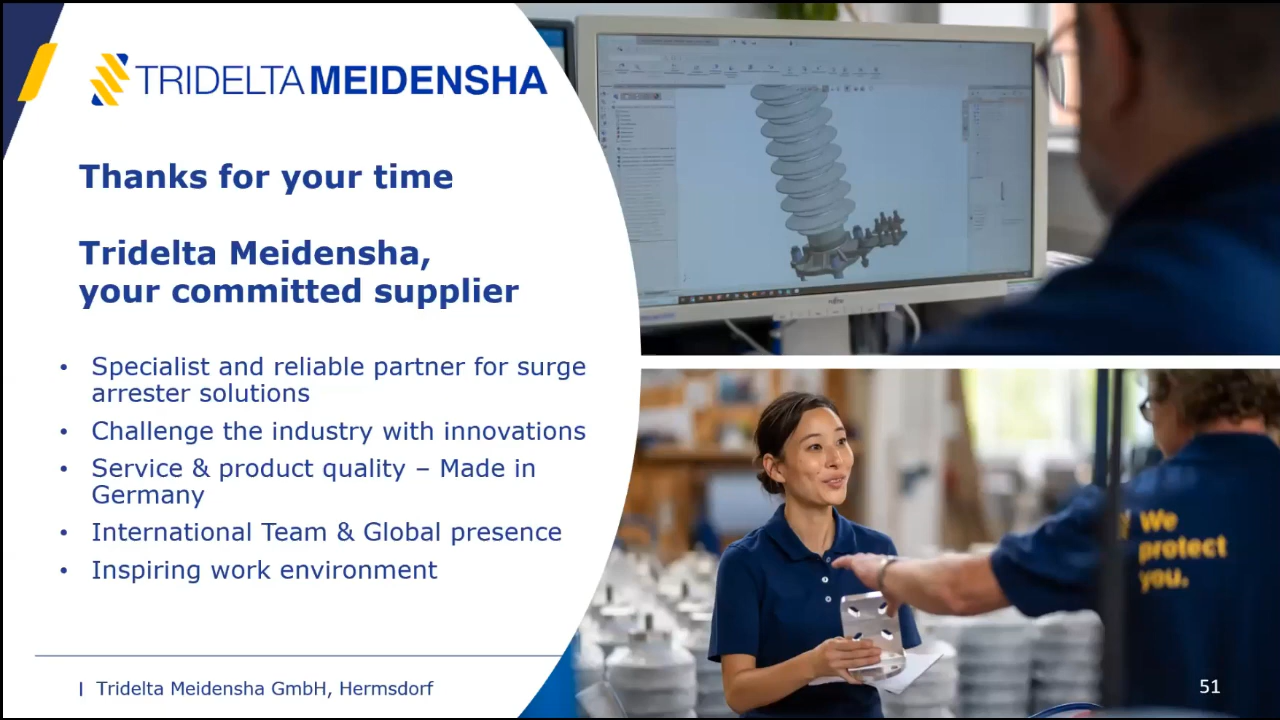 TRIDELTA MEIDENSHA
Thanks for your time
Tridelta Meidensha,
your committed supplier
• Specialist and reliable partner for surge
arrester solutions
• Challenge the industry with innovations
• Service & product quality – Made in
Germany
• International Team & Global presence
• Inspiring work environment
We
protect
you.
| Tridelta Meidensha GmbH, Hermsdorf
51